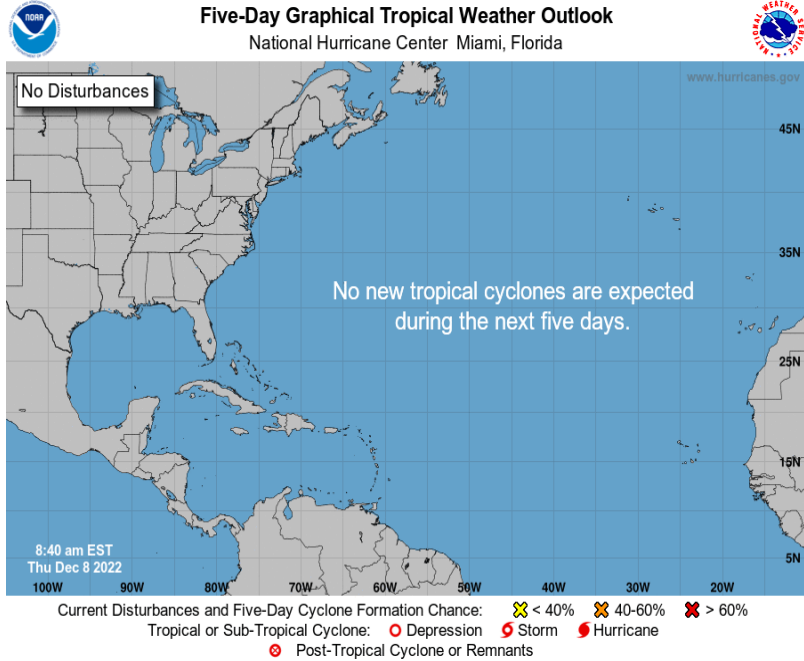 Five-Day Graphical Tropical Weather Outlook
National Hurricane Center Miami, Florida
NOAA
No Disturbances
www.hurricanes.gov
45N
35N
No new tropical cyclones are expected
during the next five days.
25N
15N
8:40 am EST
Thu Dec 8 2022
5N
100W 90W 80W 70W 60W 50W 40W 30W 20W 10W
Current Disturbances and Five-Day Cyclone Formation Chance: < 40% 40-60% > 60%
Tropical or Sub-Tropical Cyclone: Depression Storm Hurricane
Post-Tropical Cyclone or Remnants